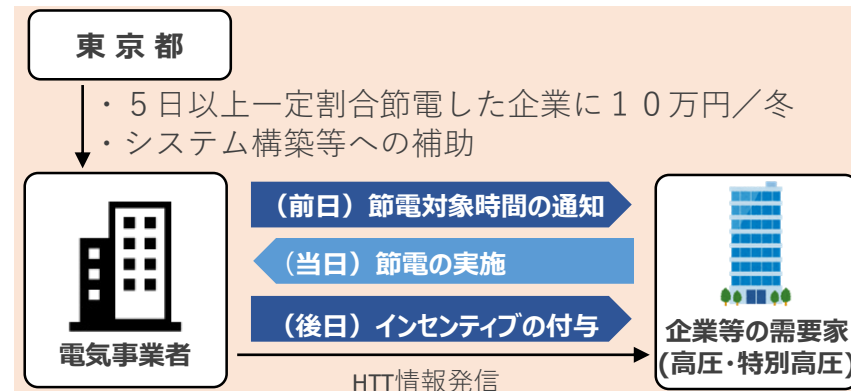 東京都
・５日以上一定割合節電した企業に１０万円／冬
・システム構築等への補助
（前日）節電対象時間の通知
（当日）節電の実施
（後日）インセンティブの付与
電気事業者
企業等の需要家
(高圧・特別高圧)
HTT情報発信